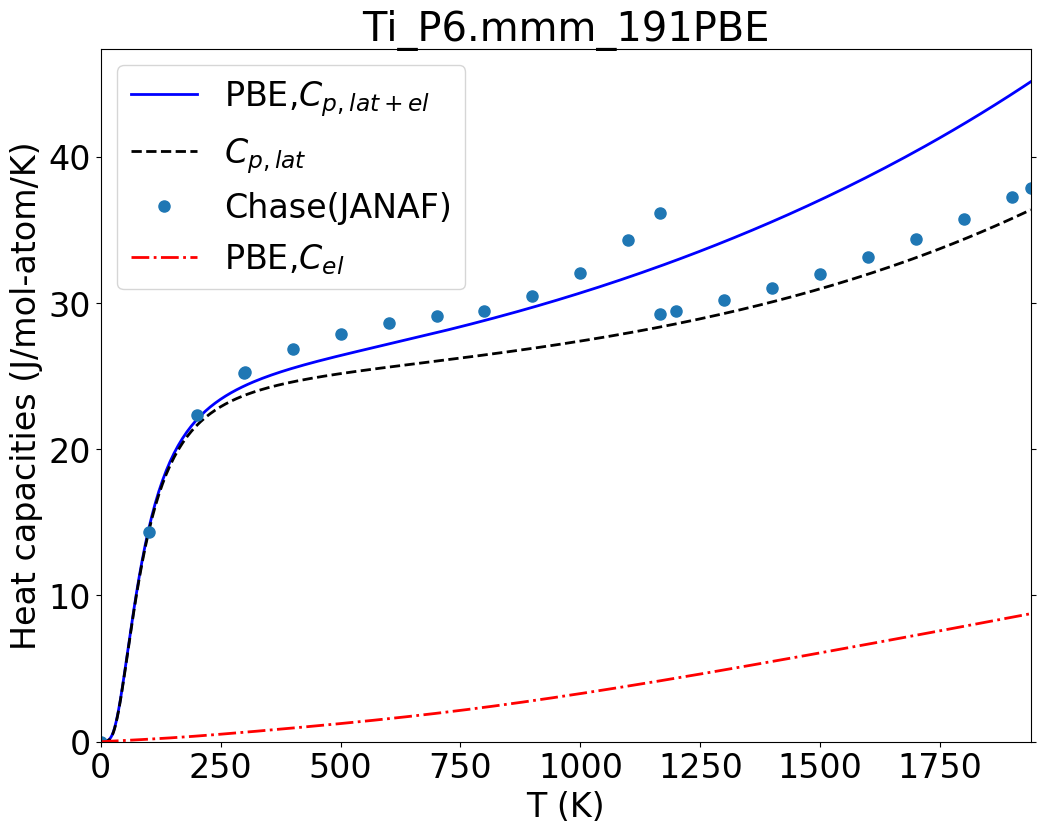 Ti_P6.mmm_191PBE
PBE,C_{p,lat+el}
C_{p,lat}
Chase(JANAF)
PBE,C_{el}
Heat capacities (J/mol-atom/K)
40
30
20
10
0
0 250 500 750 1000 1250 1500 1750
T (K)